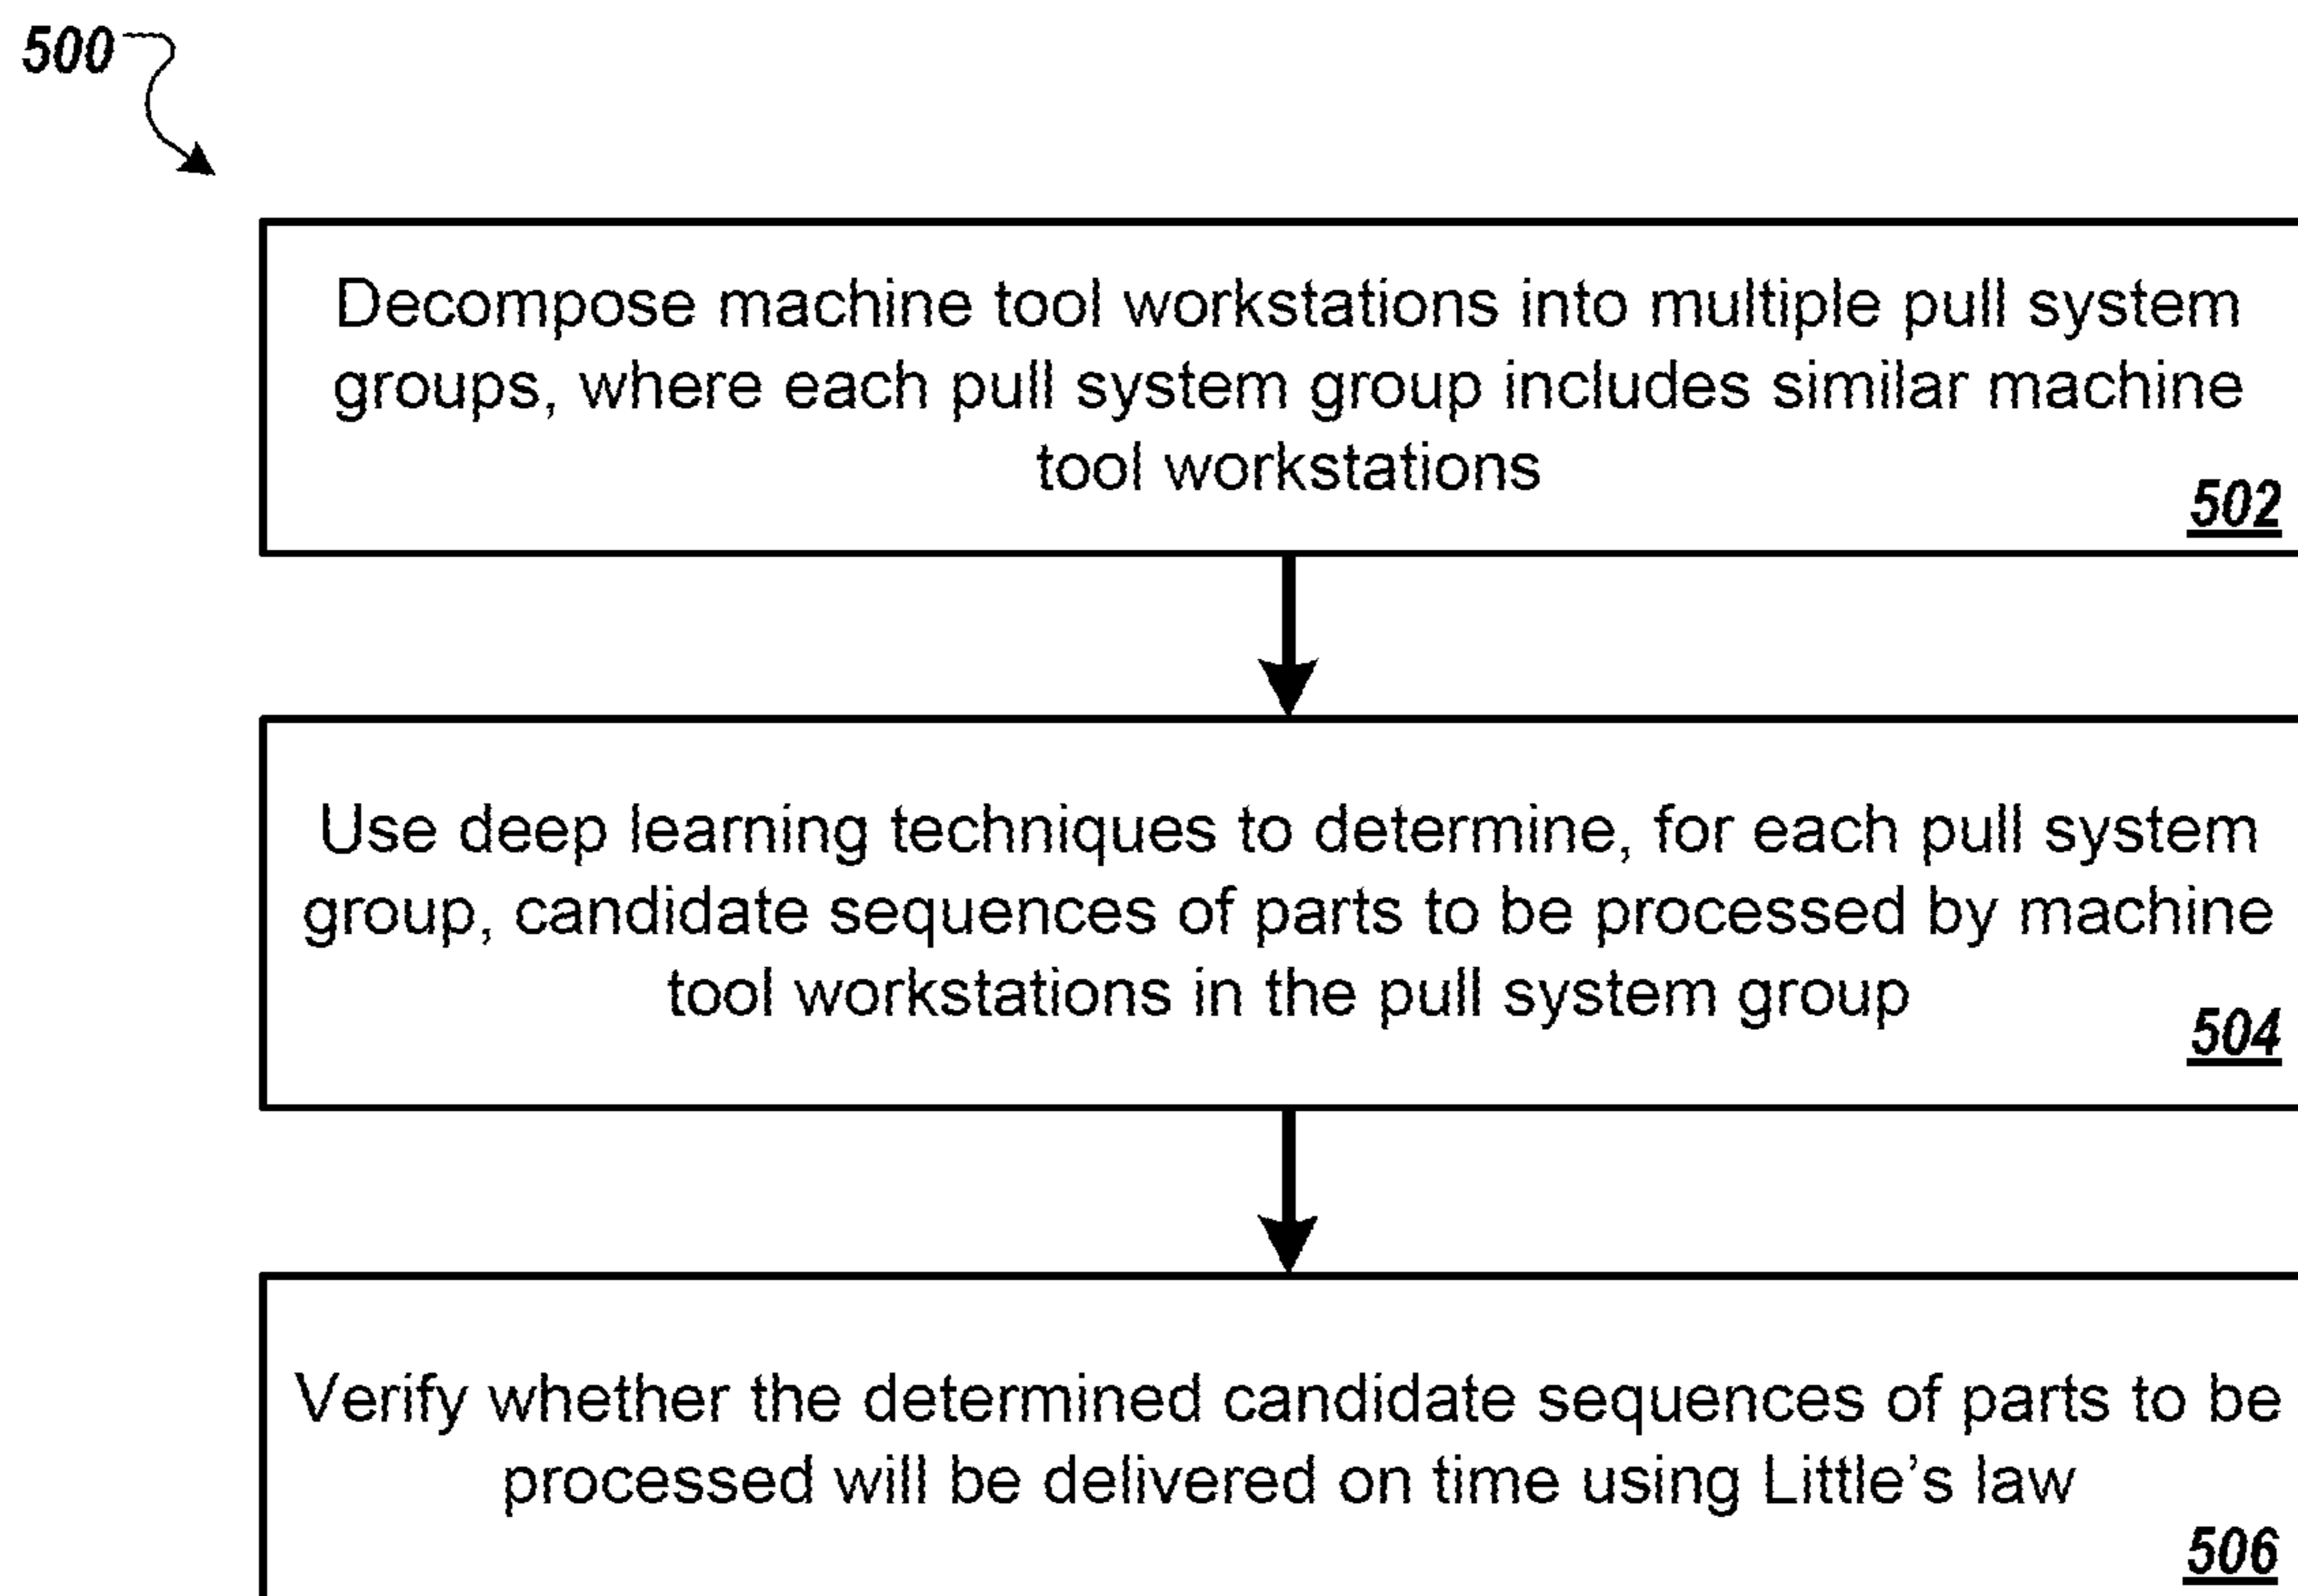 500
Decompose machine tool workstations into multiple pull system
groups, where each pull system group includes similar machine
tool workstations
502
Use deep learning techniques to determine, for each pull system
group, candidate sequences of parts to be processed by machine
tool workstations in the pull system group
504
Verify whether the determined candidate sequences of parts to be
processed will be delivered on time using Little’s law
506